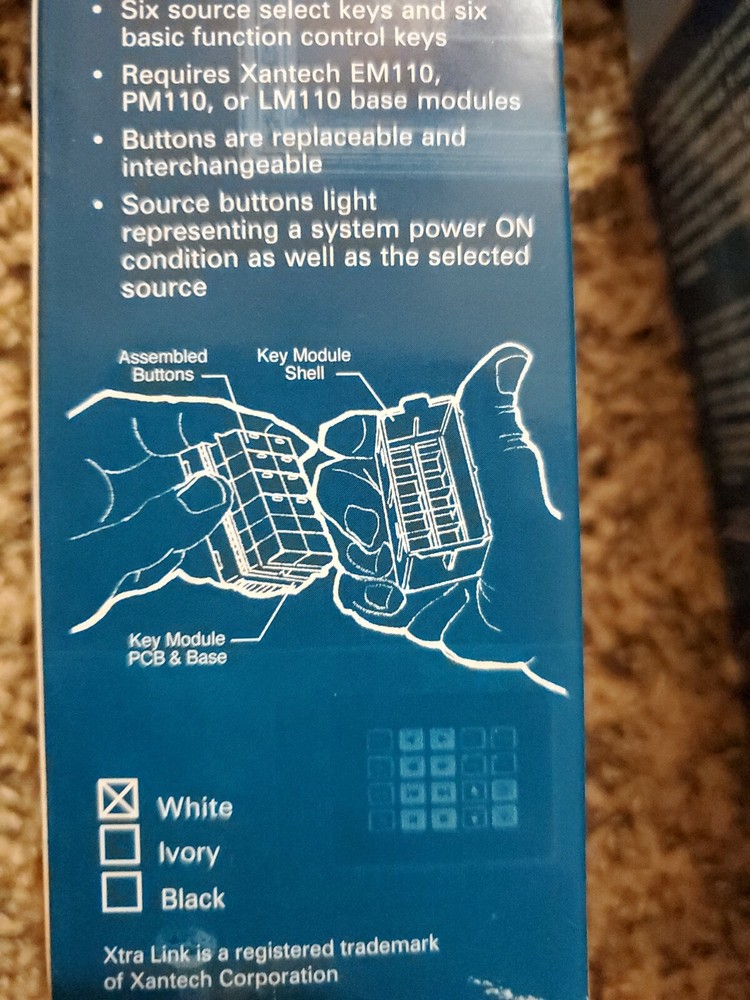 • Six source select keys and six
basic function control keys
• Requires Xantech EM110,
PM110, or LM110 base modules
• Buttons are replaceable and
interchangeable
• Source buttons light
representing a system power ON
condition as well as the selected
source
Assembled
Buttons
Key Module
Shell
Key Module
PCB & Base
White
Ivory
Black
Xtra Link is a registered trademark
of Xantech Corporation